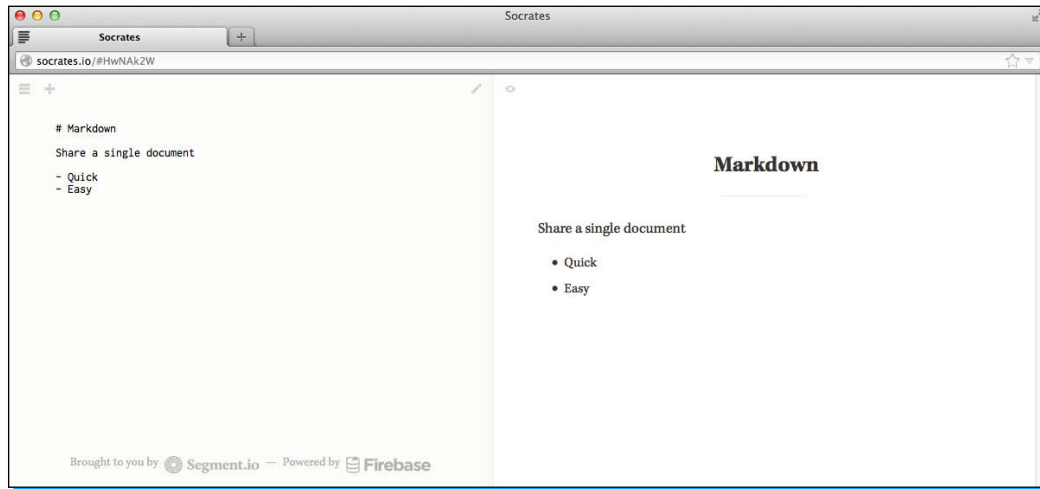 Socrates
Socrates
socrates.io/#HwNAk2W
# Markdown
Share a single document
- Quick
- Easy
Brought to you by Segment.io — Powered by Firebase
Markdown
Share a single document
• Quick
• Easy